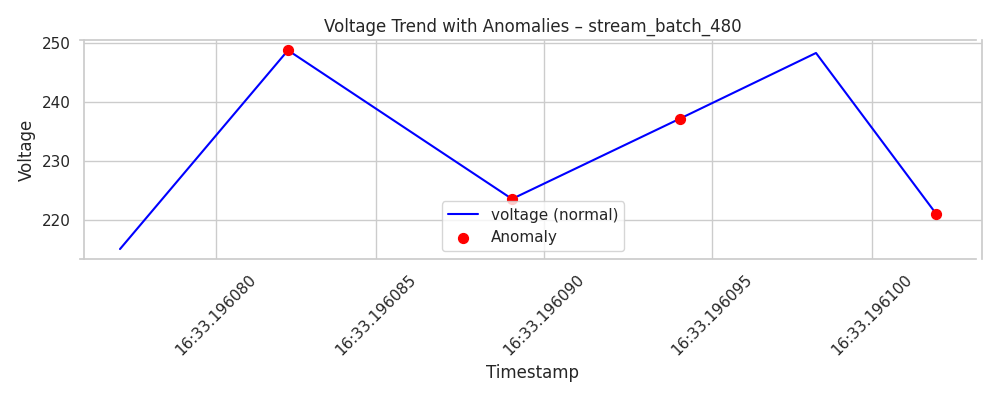 Voltage Trend with Anomalies – stream_batch_480
Voltage
250
240
230
220
voltage (normal)
Anomaly
16:33.196080
16:33.196085
16:33.196090
16:33.196095
16:33.196100
Timestamp